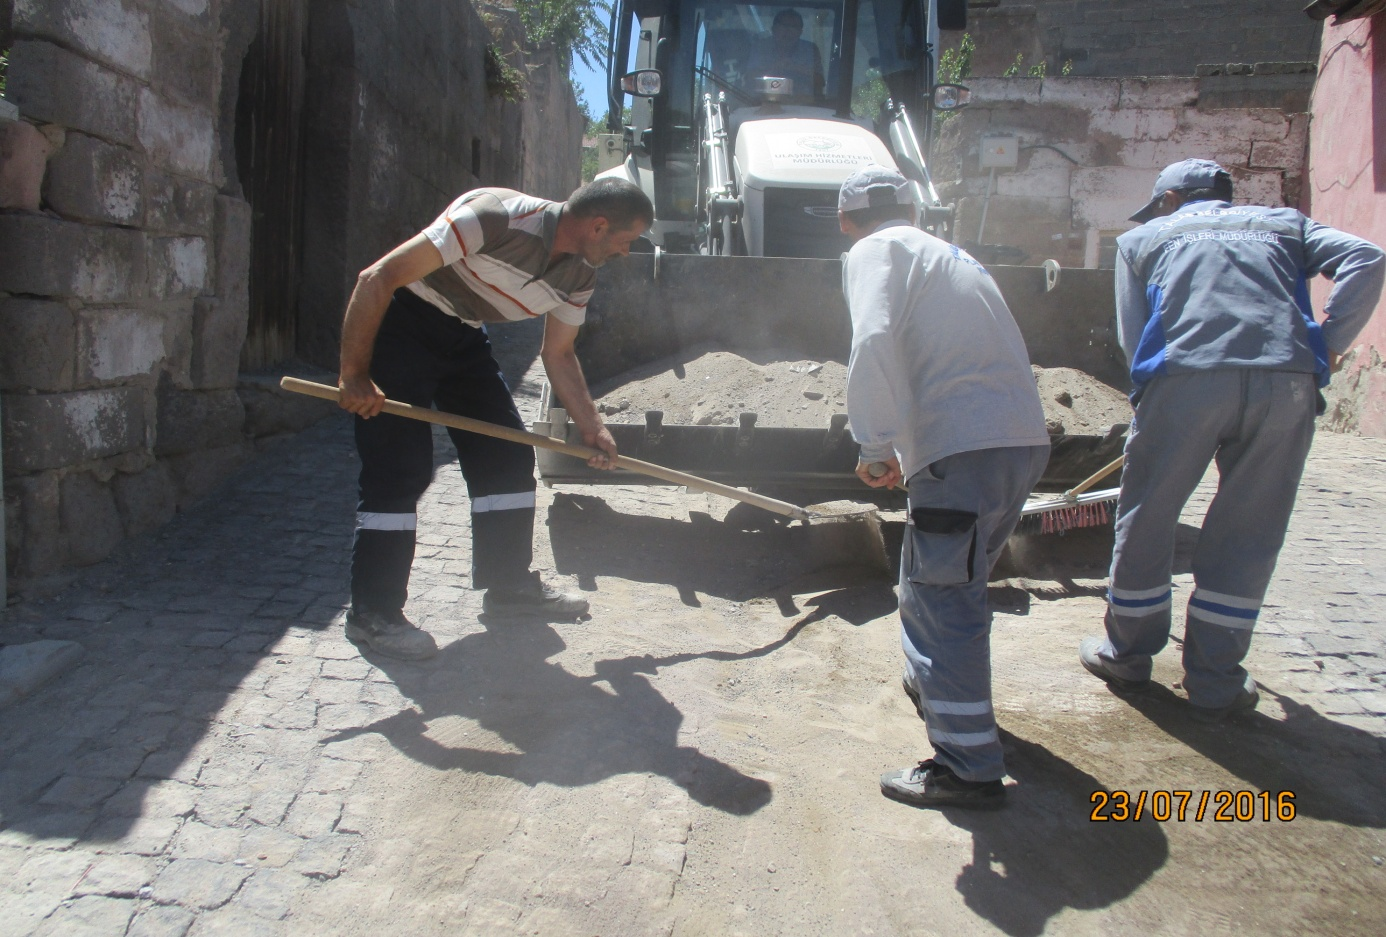 ULAŞIM HİZMETLERİ
MÜDÜRLÜĞÜ
FEN İŞLERİ MÜDÜRLÜĞÜ
23/07/2016